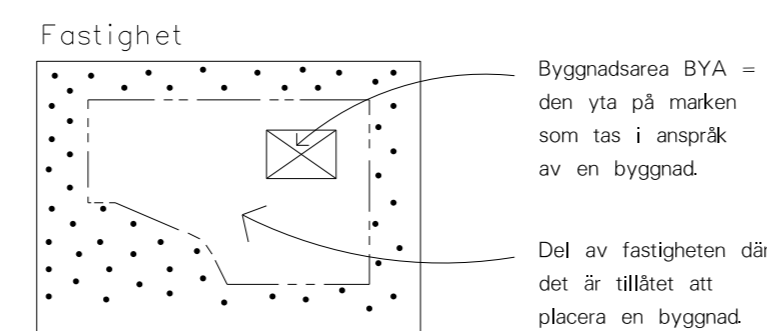 Fastighet
Byggnadsarea BYA =
den yta på marken
som tas i anspråk
av en byggnad.
Del av fastigheten där
det är tillåtet att
placera en byggnad.